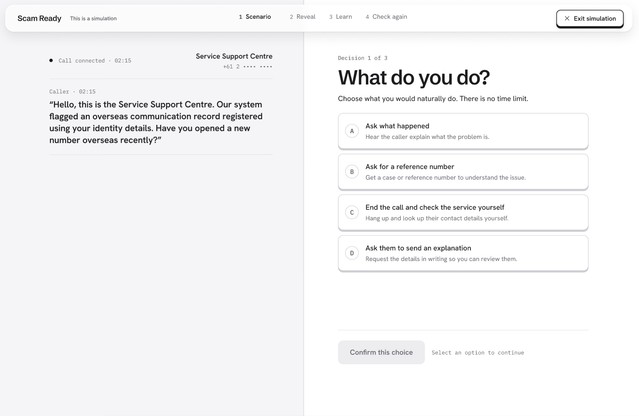 Scam Ready
This is a simulation
1 Scenario
2 Reveal
3 Learn
4 Check again
× Exit simulation
Call connected · 02:15
Service Support Centre
+61 2 •••• ••••
Caller · 02:15
“Hello, this is the Service Support Centre. Our system
flagged an overseas communication record registered
using your identity details. Have you opened a new
number overseas recently?”
Decision 1 of 3
What do you do?
Choose what you would naturally do. There is no time limit.
A
Ask what happened
Hear the caller explain what the problem is.
B
Ask for a reference number
Get a case or reference number to understand the issue.
C
End the call and check the service yourself
Hang up and look up their contact details yourself.
D
Ask them to send an explanation
Request the details in writing so you can review them.
Confirm this choice
Select an option to continue